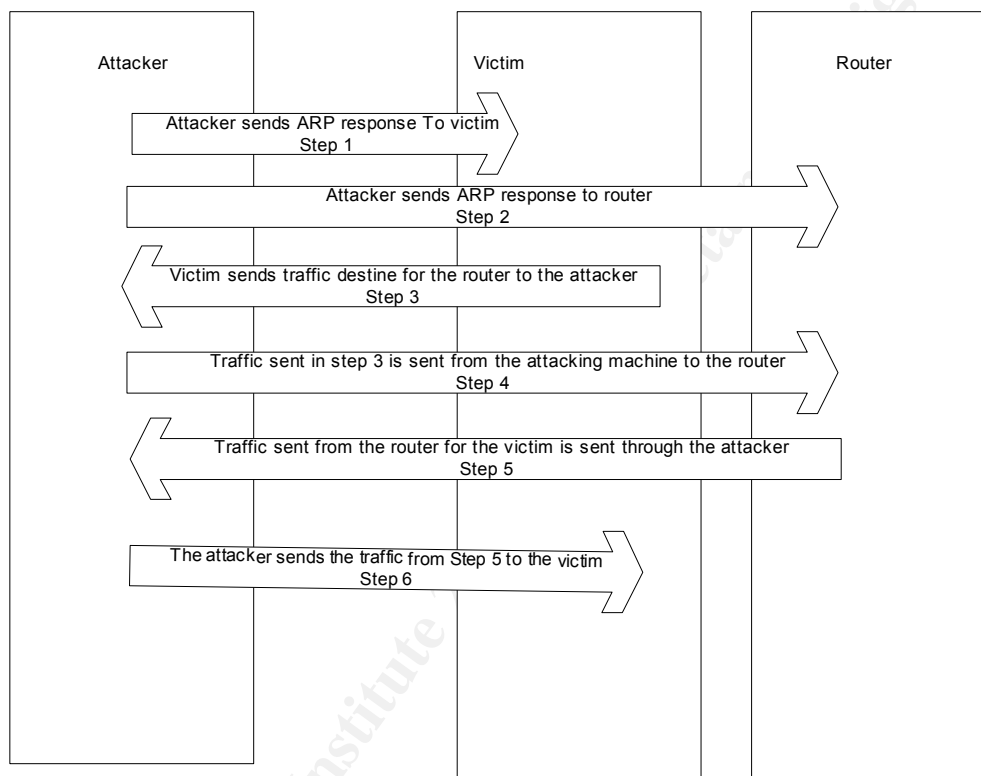 Attacker
Victim
Router
Attacker sends ARP response To victim
Step 1
Attacker sends ARP response to router
Step 2
Victim sends traffic destine for the router to the attacker
Step 3
Traffic sent in step 3 is sent from the attacking machine to the router
Step 4
Traffic sent from the router for the victim is sent through the attacker
Step 5
The attacker sends the traffic from Step 5 to the victim
Step 6
Institute